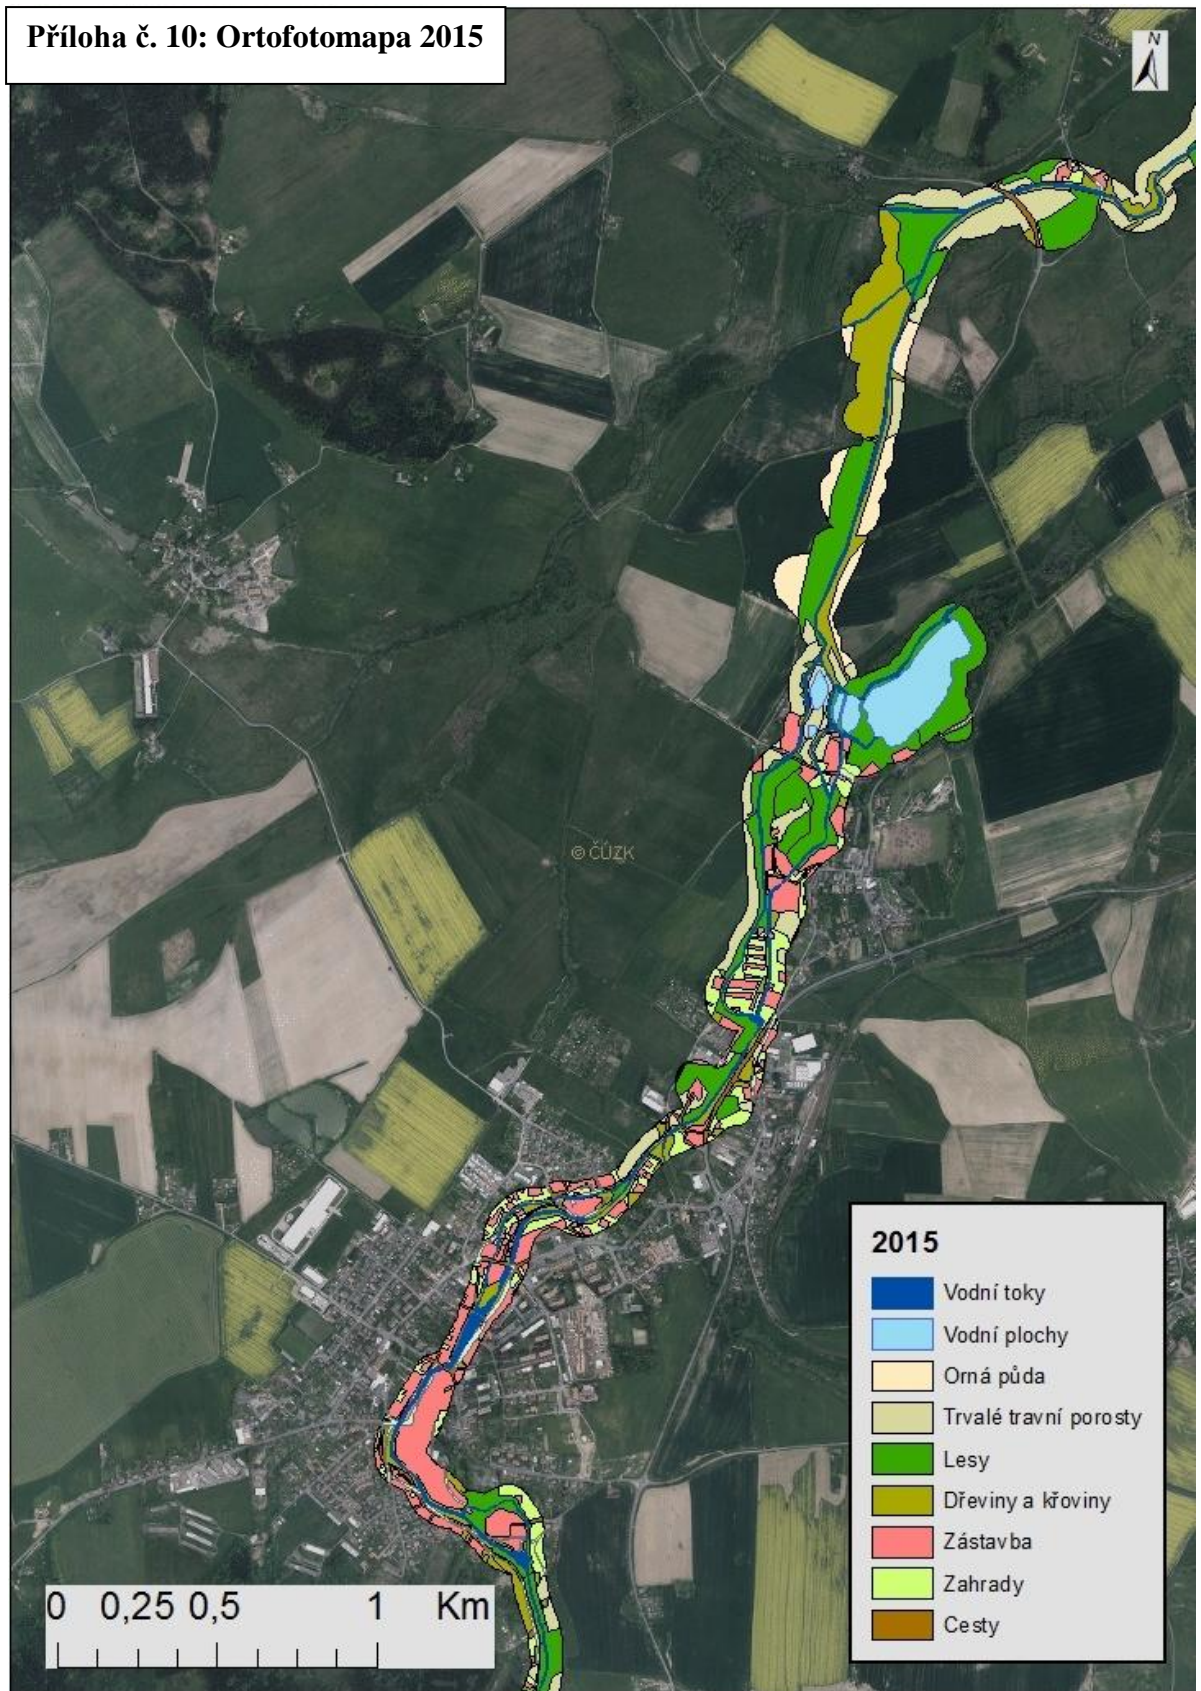 Příloha č. 10: Ortofotomapa 2015
N
© ČÚZK
2015
Vodní toky
Vodní plochy
Orná půda
Trvalé travní porosty
Lesy
Dřeviny a křoviny
Zástavba
Zahrady
Cesty
0 0,25 0,5 1 Km